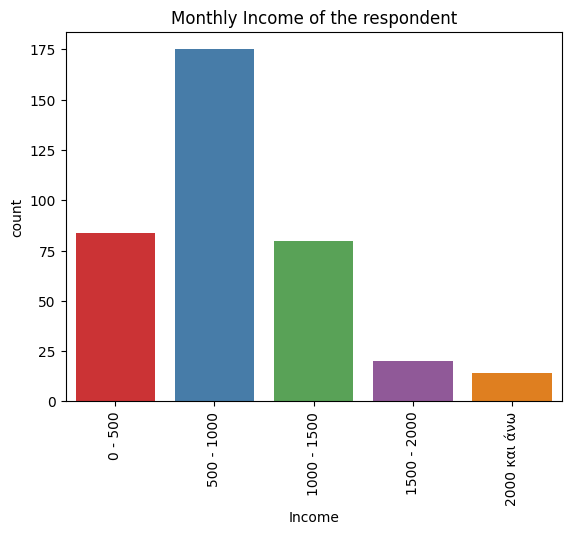 Monthly Income of the respondent
count
175
150
125
100
75
50
25
0
0 - 500
500 - 1000
1000 - 1500
1500 - 2000
2000 και άνω
Income